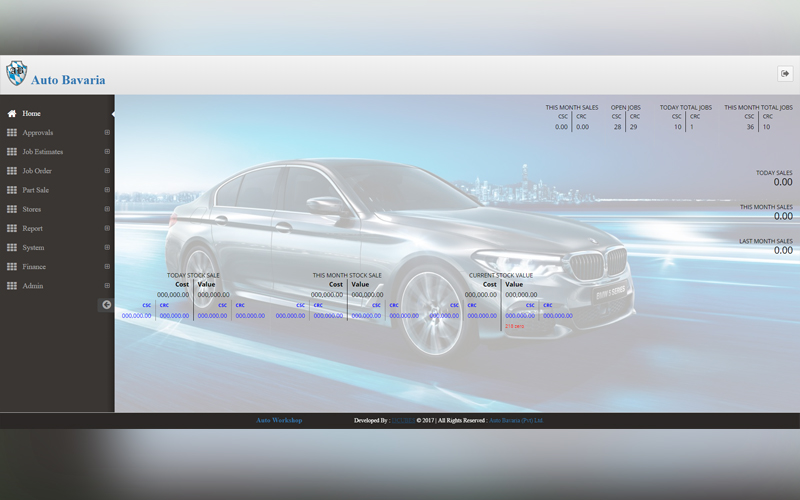 Auto Bavaria
Home
Approvals
Job Estimates
Job Order
Part Sale
Stores
Report
System
Finance
Admin
THIS MONTH SALES OPEN JOBS TODAY TOTAL JOBS THIS MONTH TOTAL JOBS
CSC CRC CSC CRC CSC CRC CSC CRC
0.00 0.00 28 29 10 1 36 10
TODAY SALES
0.00
THIS MONTH SALES
0.00
LAST MONTH SALES
0.00
TODAY STOCK SALE THIS MONTH STOCK SALE CURRENT STOCK VALUE
Cost Value Cost Value Cost Value
000,000.00 000,000.00 000,000.00 000,000.00 000,000.00 000,000.00
CSC CRC CSC CRC CSC CRC CSC CRC CSC CRC CSC CRC
000,000.00 000,000.00 000,000.00 000,000.00 000,000.00 000,000.00 000,000.00 000,000.00 000,000.00 000,000.00 000,000.00 000,000.00
BMW 5 SERIES
Auto Workshop Developed By : © 2017 | All Rights Reserved : Auto Bavaria (Pvt) Ltd.